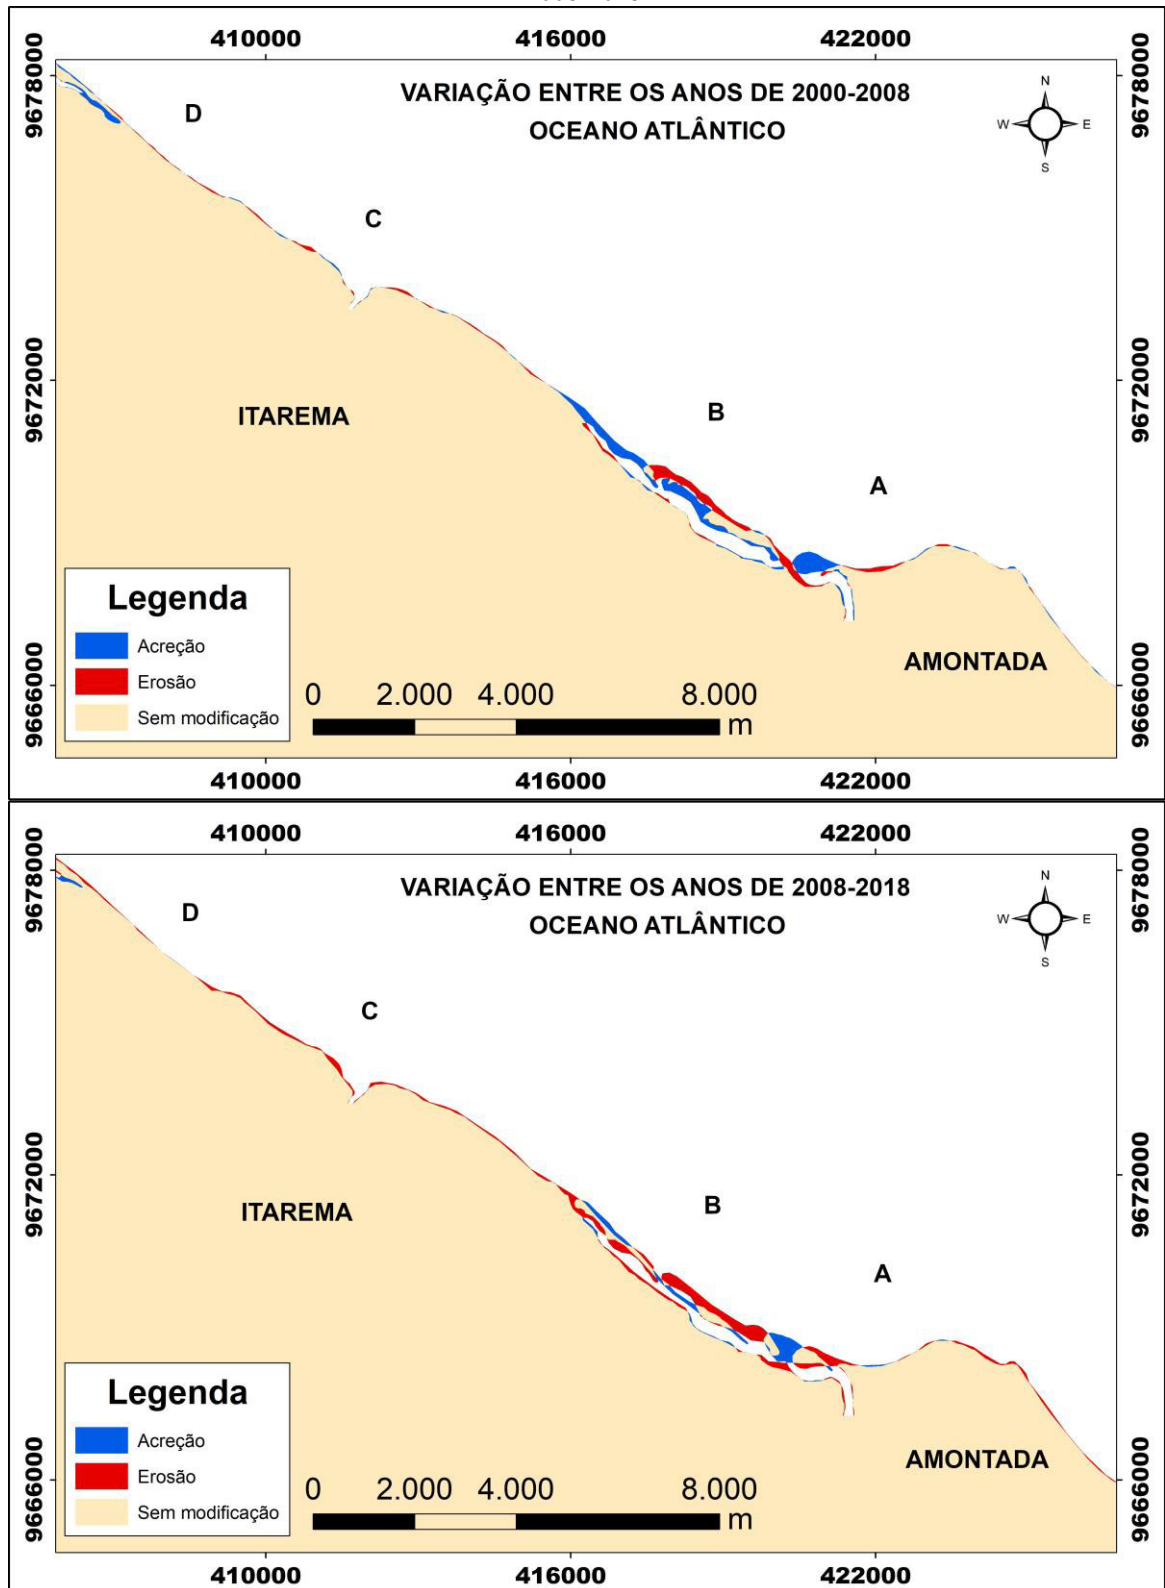 410000 416000 422000
9678000 9678000
VARIAÇÃO ENTRE OS ANOS DE 2000-2008
OCEANO ATLÂNTICO
N
W E
S
D
C
9672000 9672000
B
ITAREMA
A
Legenda
Acreção
Erosão
Sem modificação
AMONTADA
0 2.000 4.000 8.000
m
9666000 9666000
410000 416000 422000
410000 416000 422000
9678000 9678000
VARIAÇÃO ENTRE OS ANOS DE 2008-2018
OCEANO ATLÂNTICO
N
W E
S
D
C
9672000 9672000
B
ITAREMA
A
Legenda
Acreção
Erosão
Sem modificação
AMONTADA
0 2.000 4.000 8.000
m
9666000 9666000
410000 416000 422000